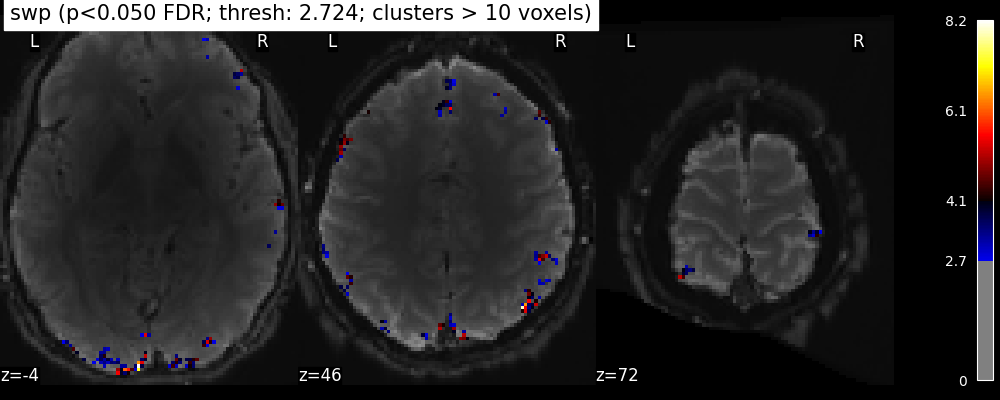 swp (p<0.050 FDR; thresh: 2.724; clusters > 10 voxels)
L R L R L R
8.2
6.1
4.1
2.7
0
z=-4 z=46 z=72